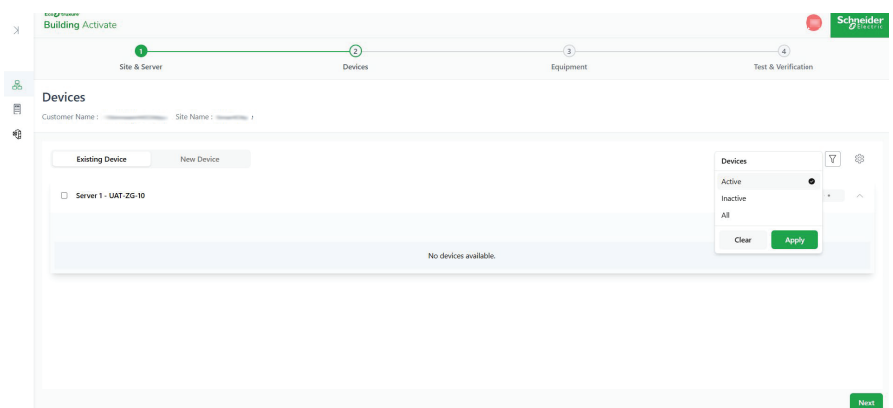 Building Activate
Schneider
Electric
1
2
3
4
Site & Server
Devices
Equipment
Test & Verification
Devices
Customer Name :
Site Name :
Existing Device
New Device
Devices
Active
Inactive
All
Clear
Apply
Server 1 - UAT-ZG-10
No devices available.
Next